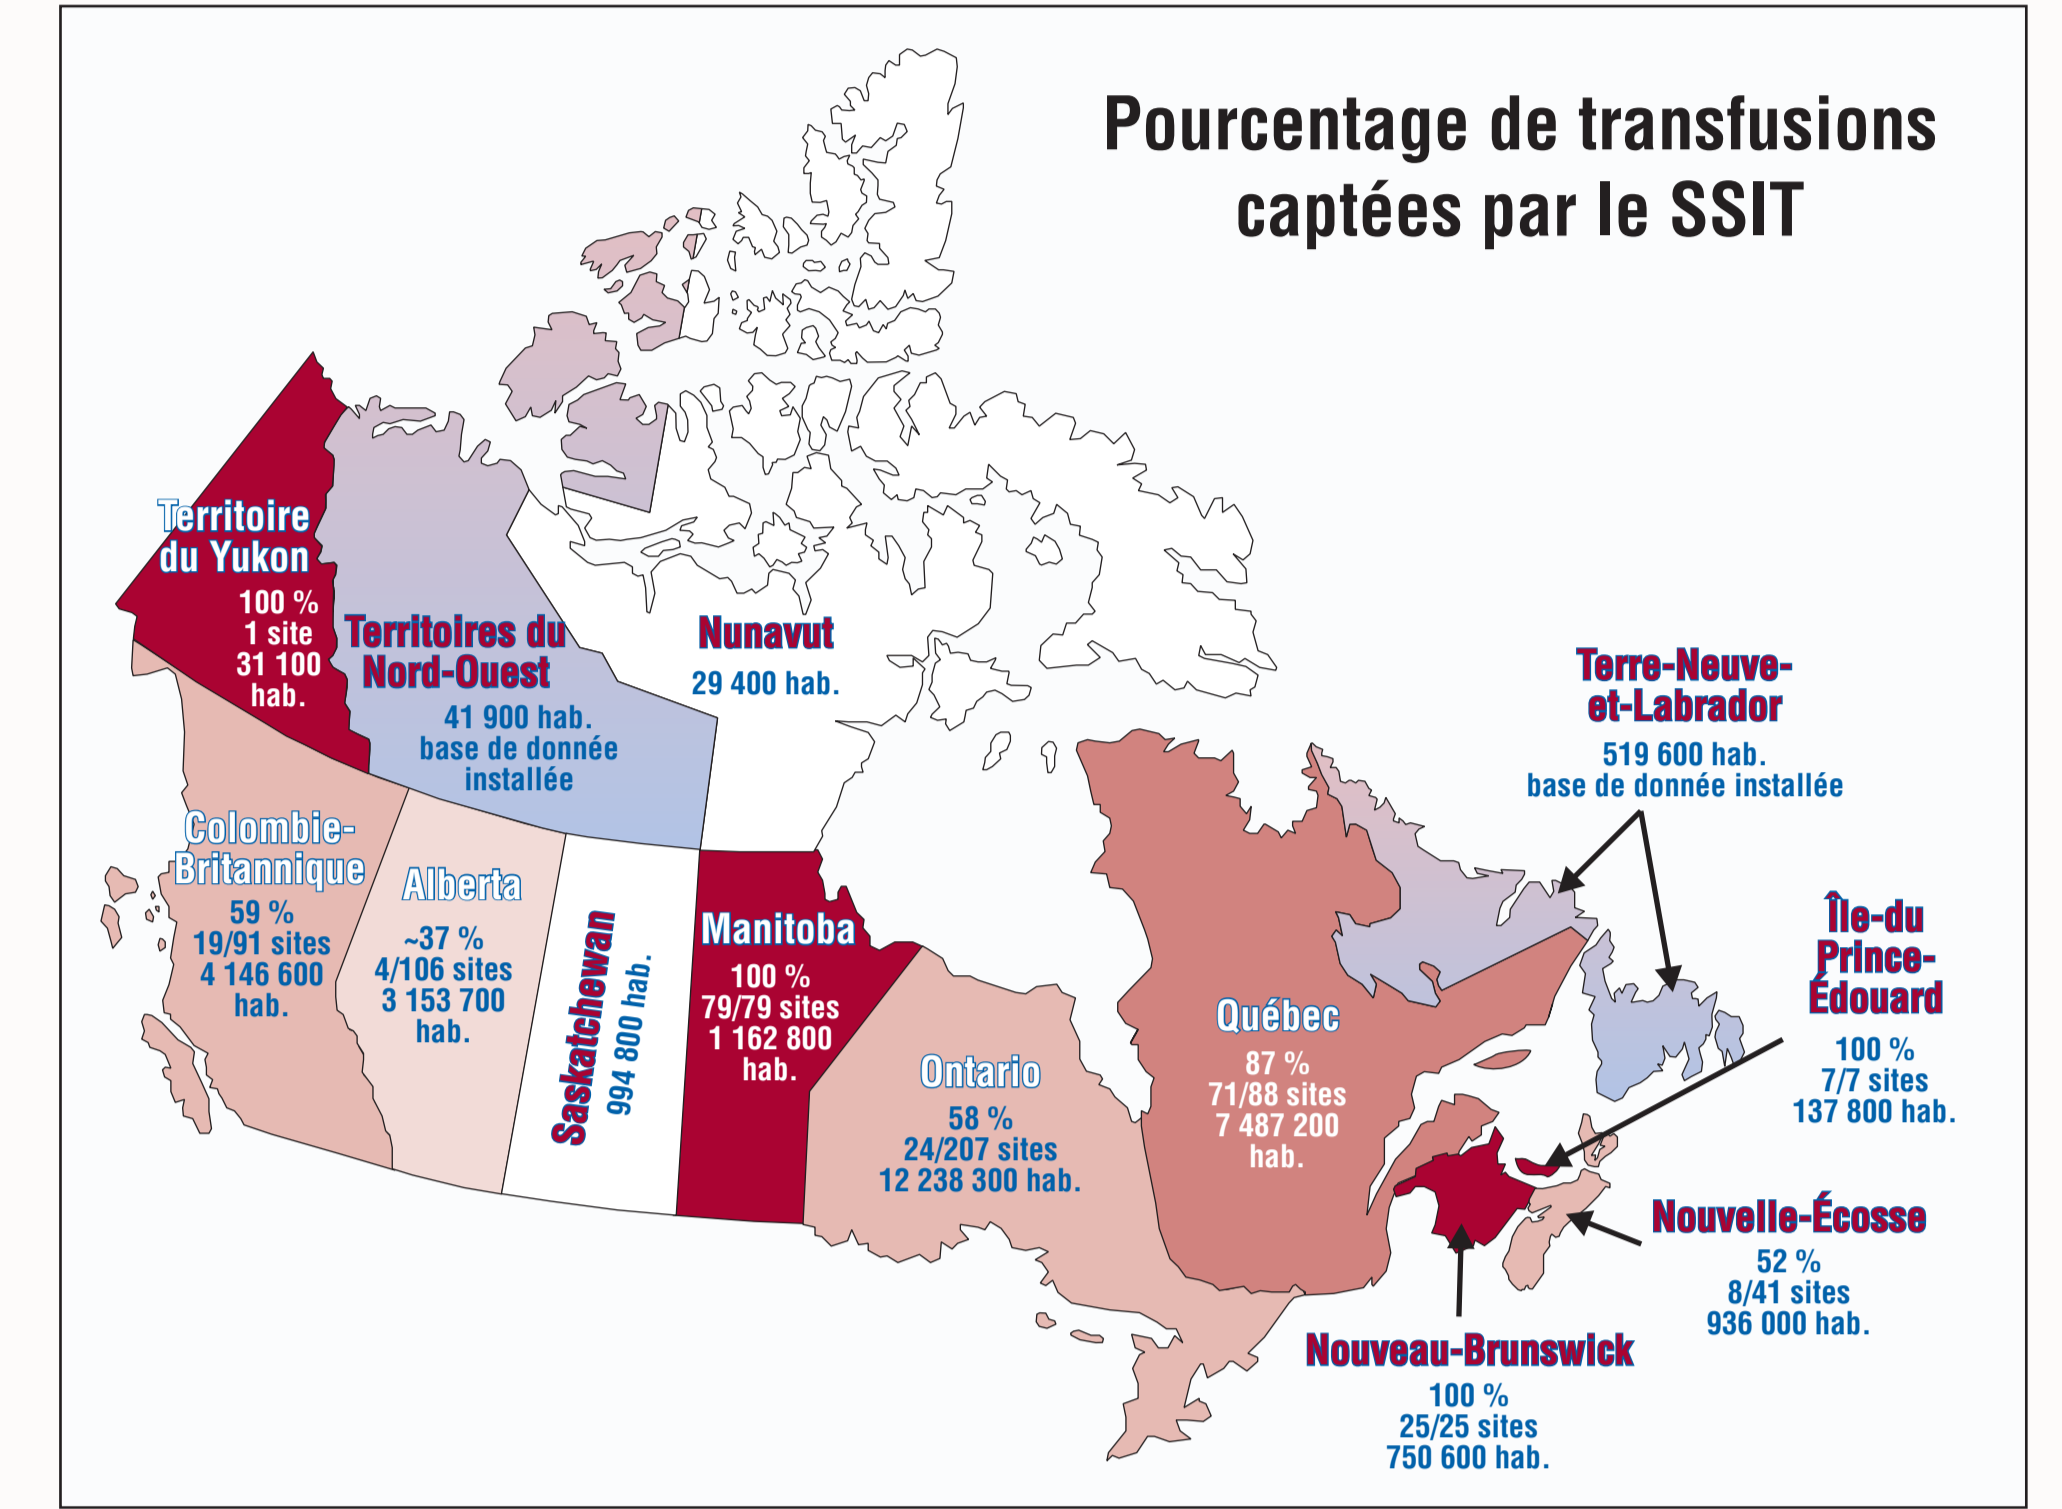 Pourcentage de transfusions
captées par le SSIT
Territoire
du Yukon
100 %
1 site
31 100
hab.
Territoires du
Nord-Ouest
41 900 hab.
base de donnée
installée
Nunavut
29 400 hab.
Colombie-
Britannique
59 %
19/91 sites
4 146 600
hab.
Alberta
~37 %
4/106 sites
3 153 700
hab.
Saskatchewan
994 800 hab.
Manitoba
100 %
79/79 sites
1 162 800
hab.
Ontario
58 %
24/207 sites
12 238 300 hab.
Québec
87 %
71/88 sites
7 487 200
hab.
Terre-Neuve-
et-Labrador
519 600 hab.
base de donnée installée
Île-du
Prince-
Édouard
100 %
7/7 sites
137 800 hab.
Nouvelle-Écosse
52 %
8/41 sites
936 000 hab.
Nouveau-Brunswick
100 %
25/25 sites
750 600 hab.